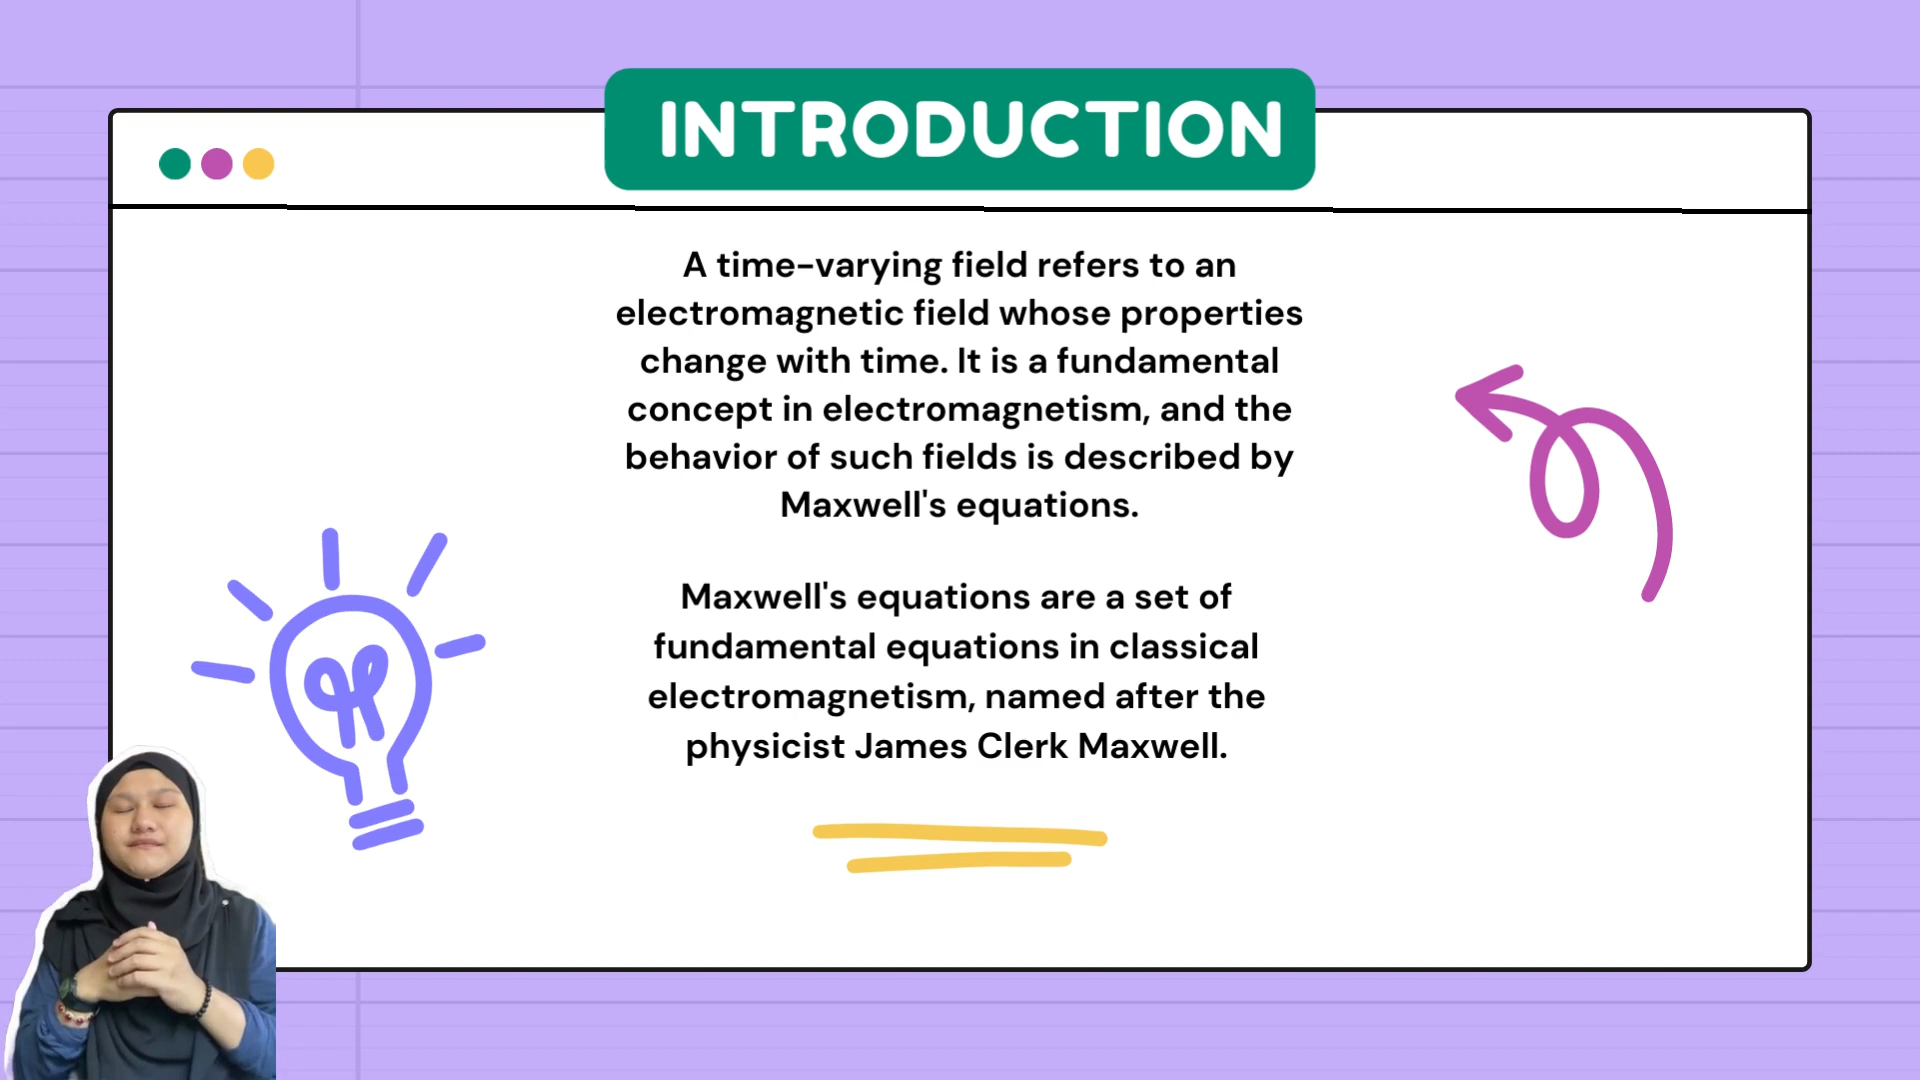 INTRODUCTION
A time-varying field refers to an
electromagnetic field whose properties
change with time. It is a fundamental
concept in electromagnetism, and the
behavior of such fields is described by
Maxwell's equations.
Maxwell's equations are a set of
fundamental equations in classical
electromagnetism, named after the
physicist James Clerk Maxwell.